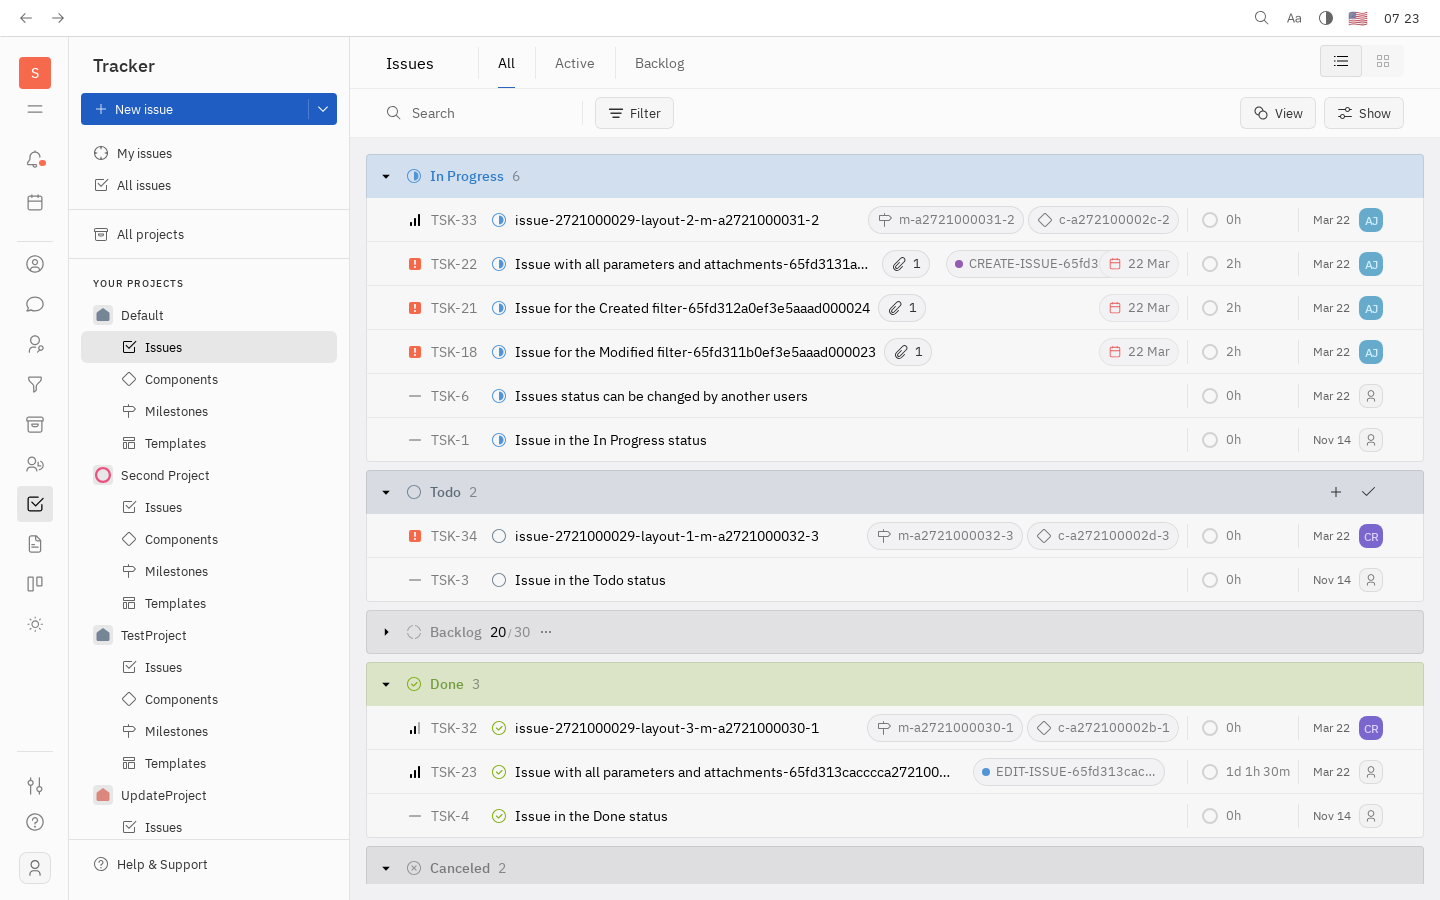 Aa 07 23
S
Tracker
New issue
My issues
All issues
All projects
YOUR PROJECTS
Default
Issues
Components
Milestones
Templates
Second Project
Issues
Components
Milestones
Templates
TestProject
Issues
Components
Milestones
Templates
UpdateProject
Issues
Help & Support
Issues All Active Backlog
Search Filter View Show
In Progress 6
TSK-33 issue-2721000029-layout-2-m-a2721000031-2 m-a2721000031-2 c-a272100002c-2 0h Mar 22 AJ
TSK-22 Issue with all parameters and attachments-65fd3131a... 1 CREATE-ISSUE-65fd3 22 Mar 2h Mar 22 AJ
TSK-21 Issue for the Created filter-65fd312a0ef3e5aaad000024 1 22 Mar 2h Mar 22 AJ
TSK-18 Issue for the Modified filter-65fd311b0ef3e5aaad000023 1 22 Mar 2h Mar 22 AJ
TSK-6 Issues status can be changed by another users 0h Mar 22
TSK-1 Issue in the In Progress status 0h Nov 14
Todo 2
TSK-34 issue-2721000029-layout-1-m-a2721000032-3 m-a2721000032-3 c-a272100002d-3 0h Mar 22 CR
TSK-3 Issue in the Todo status 0h Nov 14
Backlog 20/30 ...
Done 3
TSK-32 issue-2721000029-layout-3-m-a2721000030-1 m-a2721000030-1 c-a272100002b-1 0h Mar 22 CR
TSK-23 Issue with all parameters and attachments-65fd313cacccca272100... EDIT-ISSUE-65fd313cac... 1d 1h 30m Mar 22
TSK-4 Issue in the Done status 0h Nov 14
Canceled 2